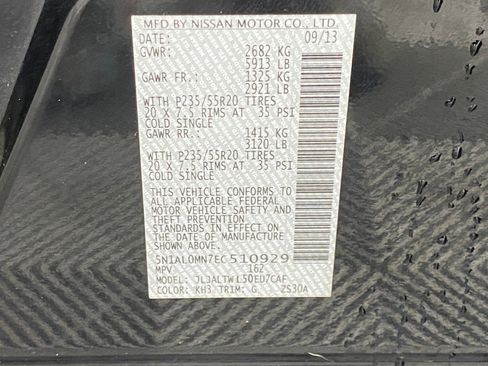 MFD BY NISSAN MOTOR CO., LTD.
DATE: 09/13
GVWR: 2682 KG
5913 LB
GAWR FR.: 1325 KG
2921 LB
WITH P235/55R20 TIRES
20 X 7.5 RIMS AT 35 PSI
COLD SINGLE
GAWR RR.: 1415 KG
3120 LB
WITH P235/55R20 TIRES
20 X 7.5 RIMS AT 35 PSI
COLD SINGLE
THIS VEHICLE CONFORMS TO
ALL APPLICABLE FEDERAL
MOTOR VEHICLE SAFETY
AND THEFT PREVENTION
STANDARDS IN EFFECT ON
THE DATE OF MANUFACTURE
SHOWN ABOVE.
5N1AL0MN7EC510929
MPV 162
MODEL: JLJALTWL50EU7CAF
COLOR: KH3 TRIM: G ZS30A